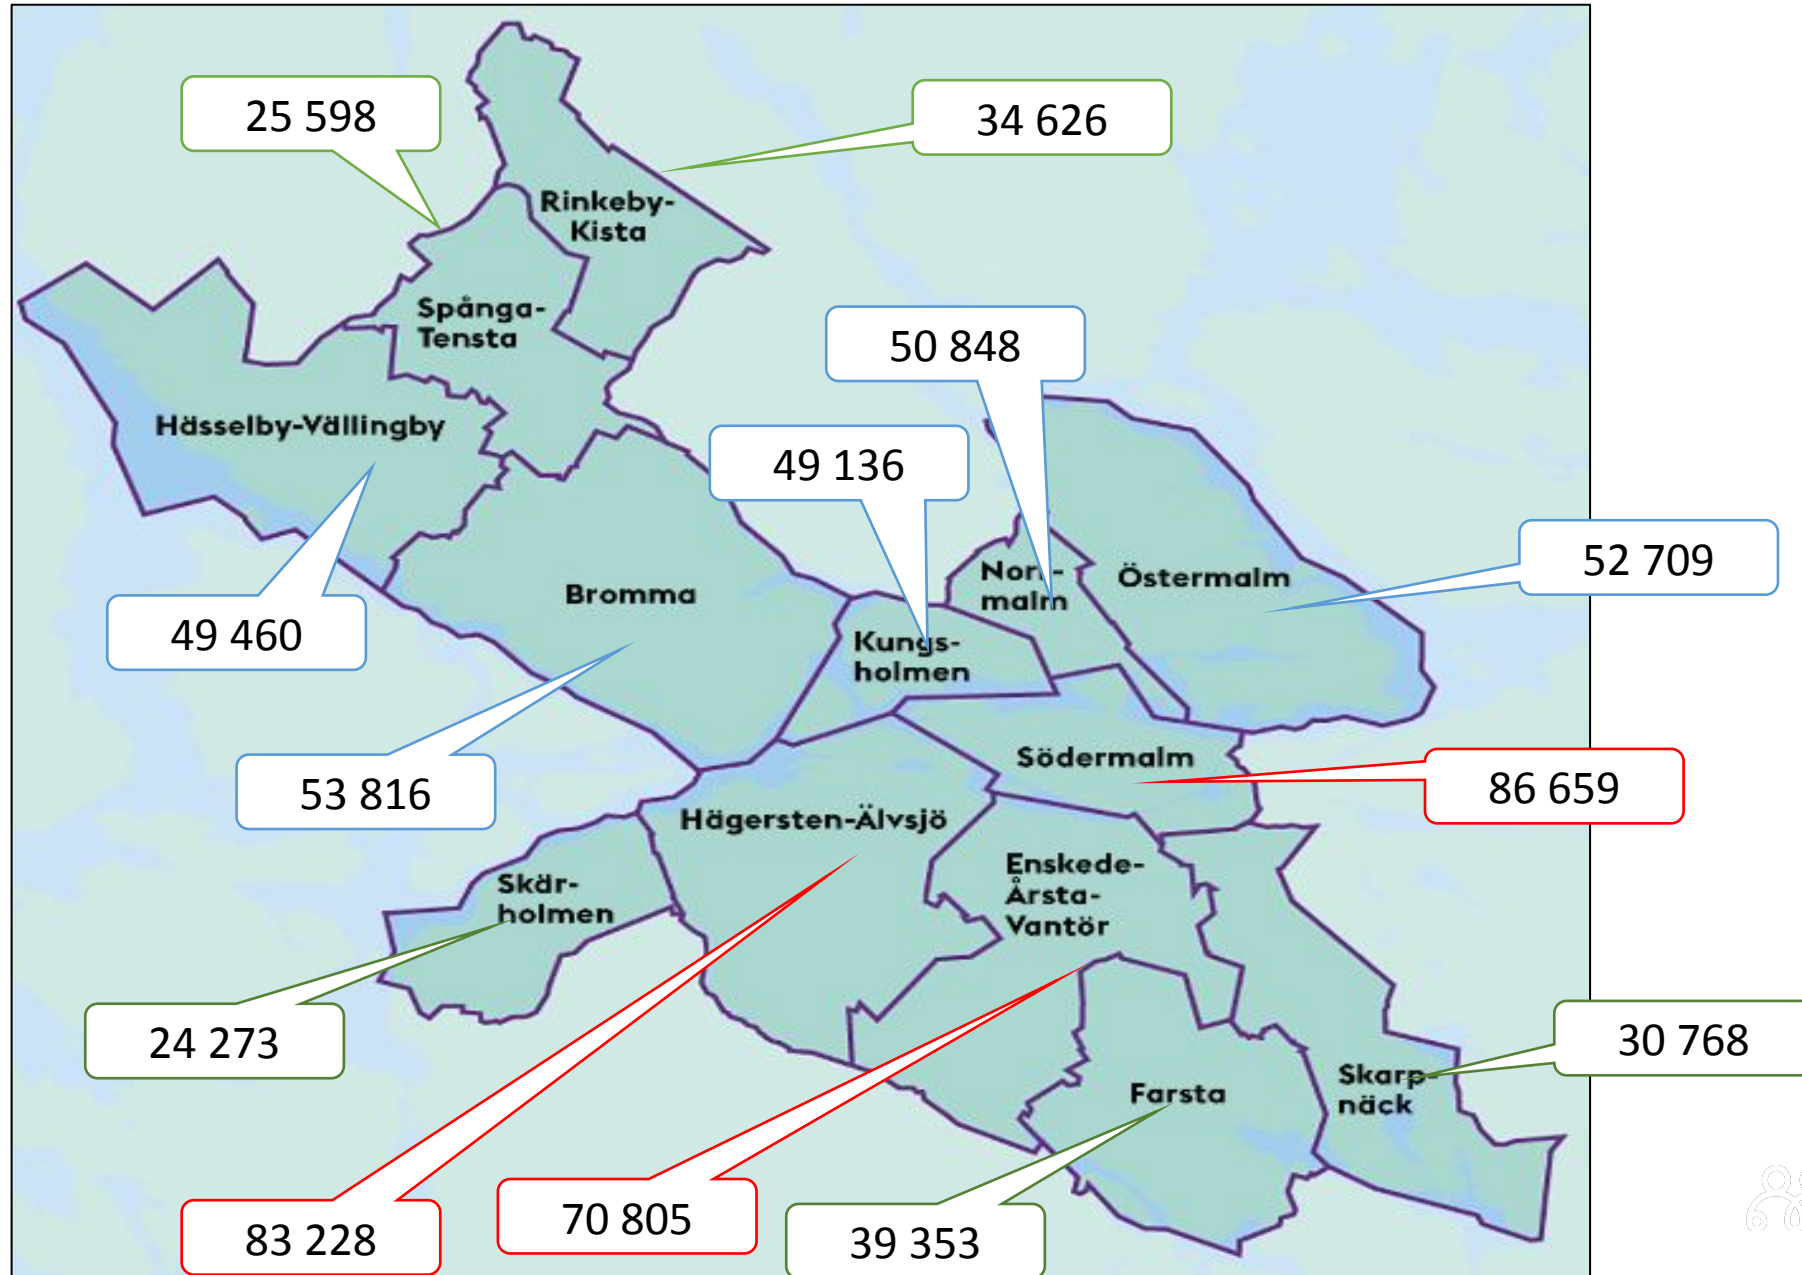 25 598
34 626
Rinkeby-
Kista
Spånga-
Tensta
50 848
Hässelby-Vällingby
49 136
52 709
Norr-
malm
Östermalm
Bromma
49 460
Kungs-
holmen
53 816
Södermalm
86 659
Hägersten-Älvsjö
Enskede-
Årsta-
Vantör
Skär-
holmen
24 273
30 768
Skarp-
näck
Farsta
83 228
70 805
39 353